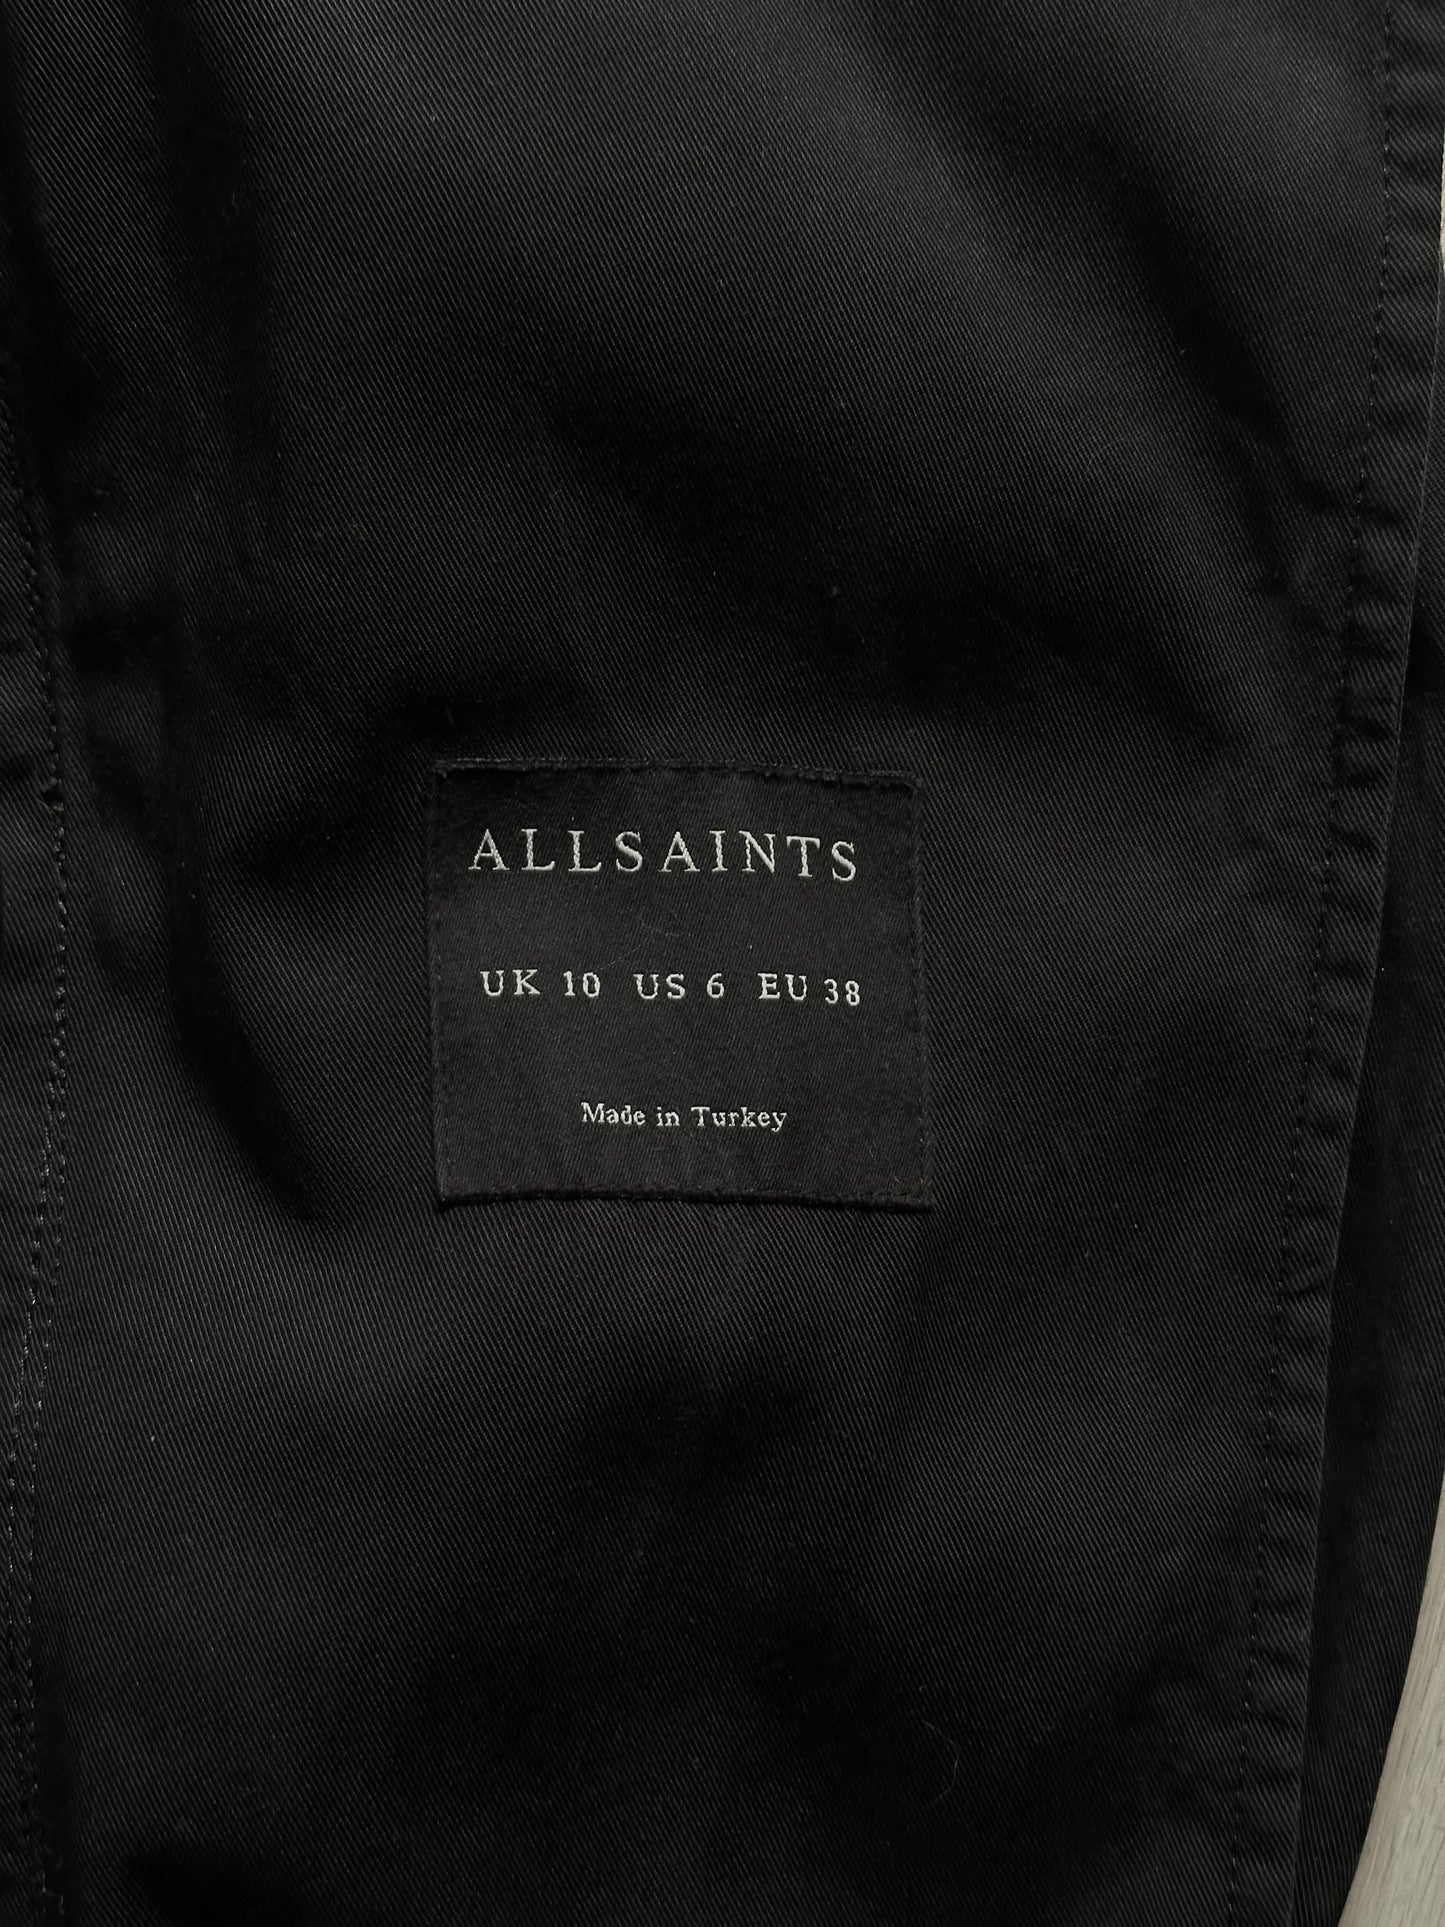 ALLSAINTS
UK 10 US 6 EU 38
Made in Turkey